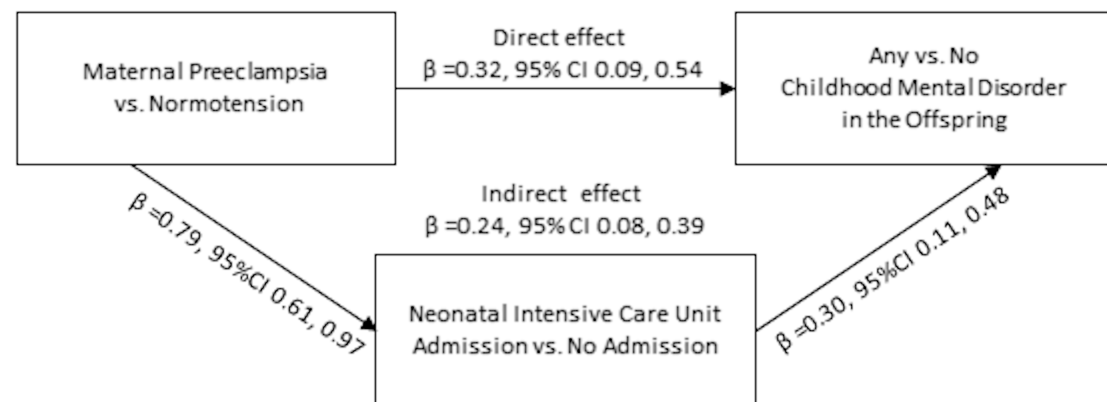 Maternal Preeclampsia
vs. Normotension
Direct effect
β =0.32, 95% CI 0.09, 0.54
Any vs. No
Childhood Mental Disorder
in the Offspring
β =0.79, 95%CI 0.61, 0.97
Indirect effect
β =0.24, 95% CI 0.08, 0.39
Neonatal Intensive Care Unit
Admission vs. No Admission
β =0.30, 95%CI 0.11, 0.48